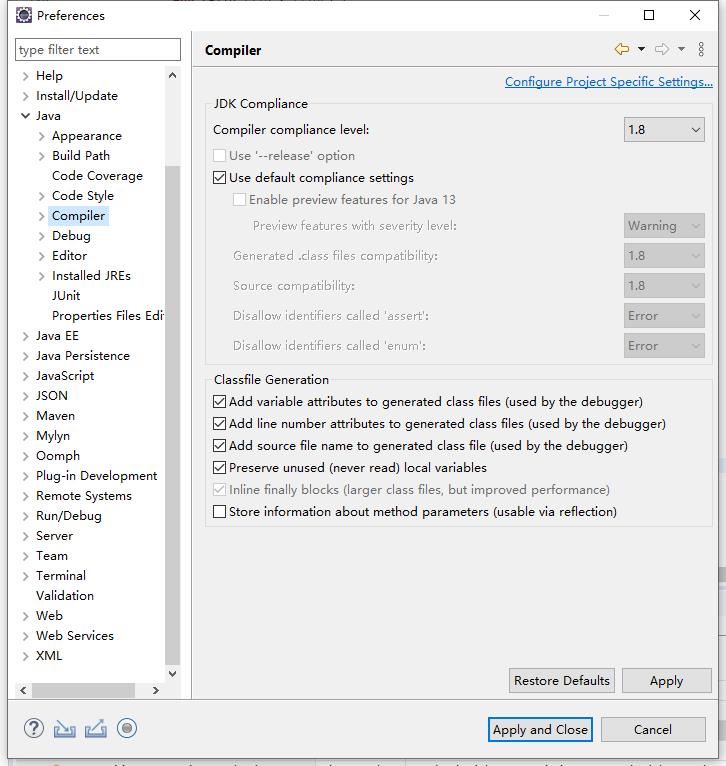 Preferences
type filter text
Compiler
Help
Install/Update
Java
Appearance
Build Path
Code Coverage
Code Style
Compiler
Debug
Editor
Installed JREs
JUnit
Properties Files Edi
Java EE
Java Persistence
JavaScript
JSON
Maven
Mylyn
Oomph
Plug-in Development
Remote Systems
Run/Debug
Server
Team
Terminal
Validation
Web
Web Services
XML
Configure Project Specific Settings...
JDK Compliance
Compiler compliance level: 1.8
Use '--release' option
Use default compliance settings
Enable preview features for Java 13
Preview features with severity level: Warning
Generated .class files compatibility: 1.8
Source compatibility: 1.8
Disallow identifiers called 'assert': Error
Disallow identifiers called 'enum': Error
Classfile Generation
Add variable attributes to generated class files (used by the debugger)
Add line number attributes to generated class files (used by the debugger)
Add source file name to generated class file (used by the debugger)
Preserve unused (never read) local variables
Inline finally blocks (larger class files, but improved performance)
Store information about method parameters (usable via reflection)
Restore Defaults Apply
? Apply and Close Cancel